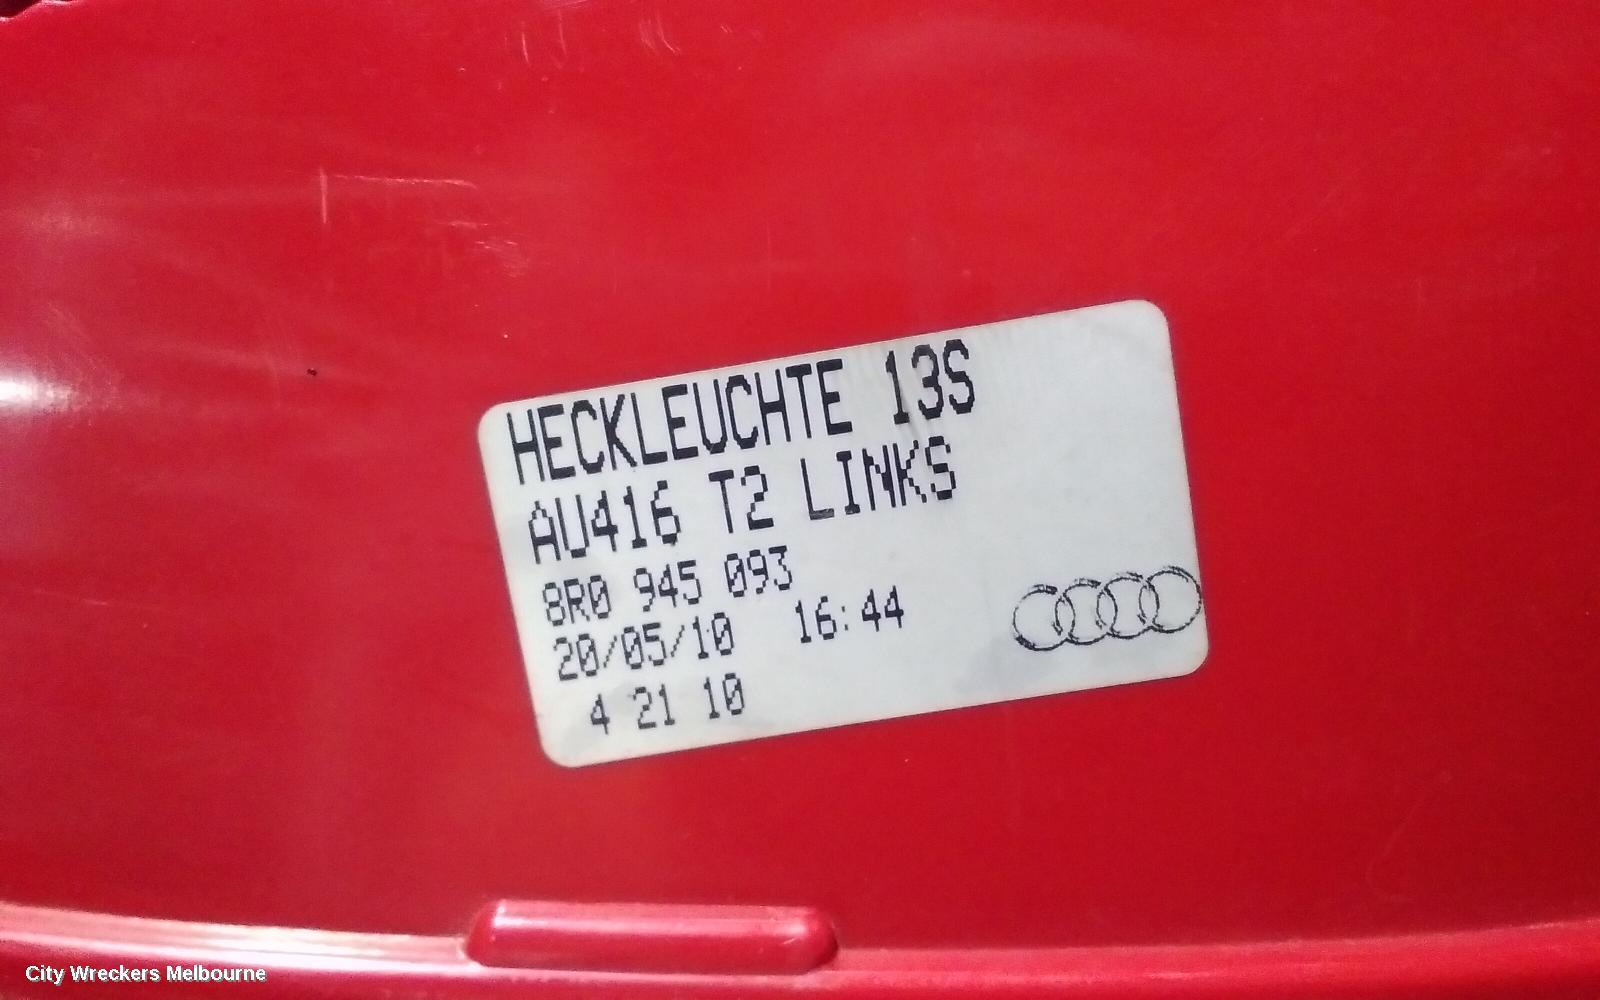 HECKLEUCHTE 13S
AU416 T2 LINKS
8R0 945 093
20/05/10 16:44
4 21 10
City Wreckers Melbourne